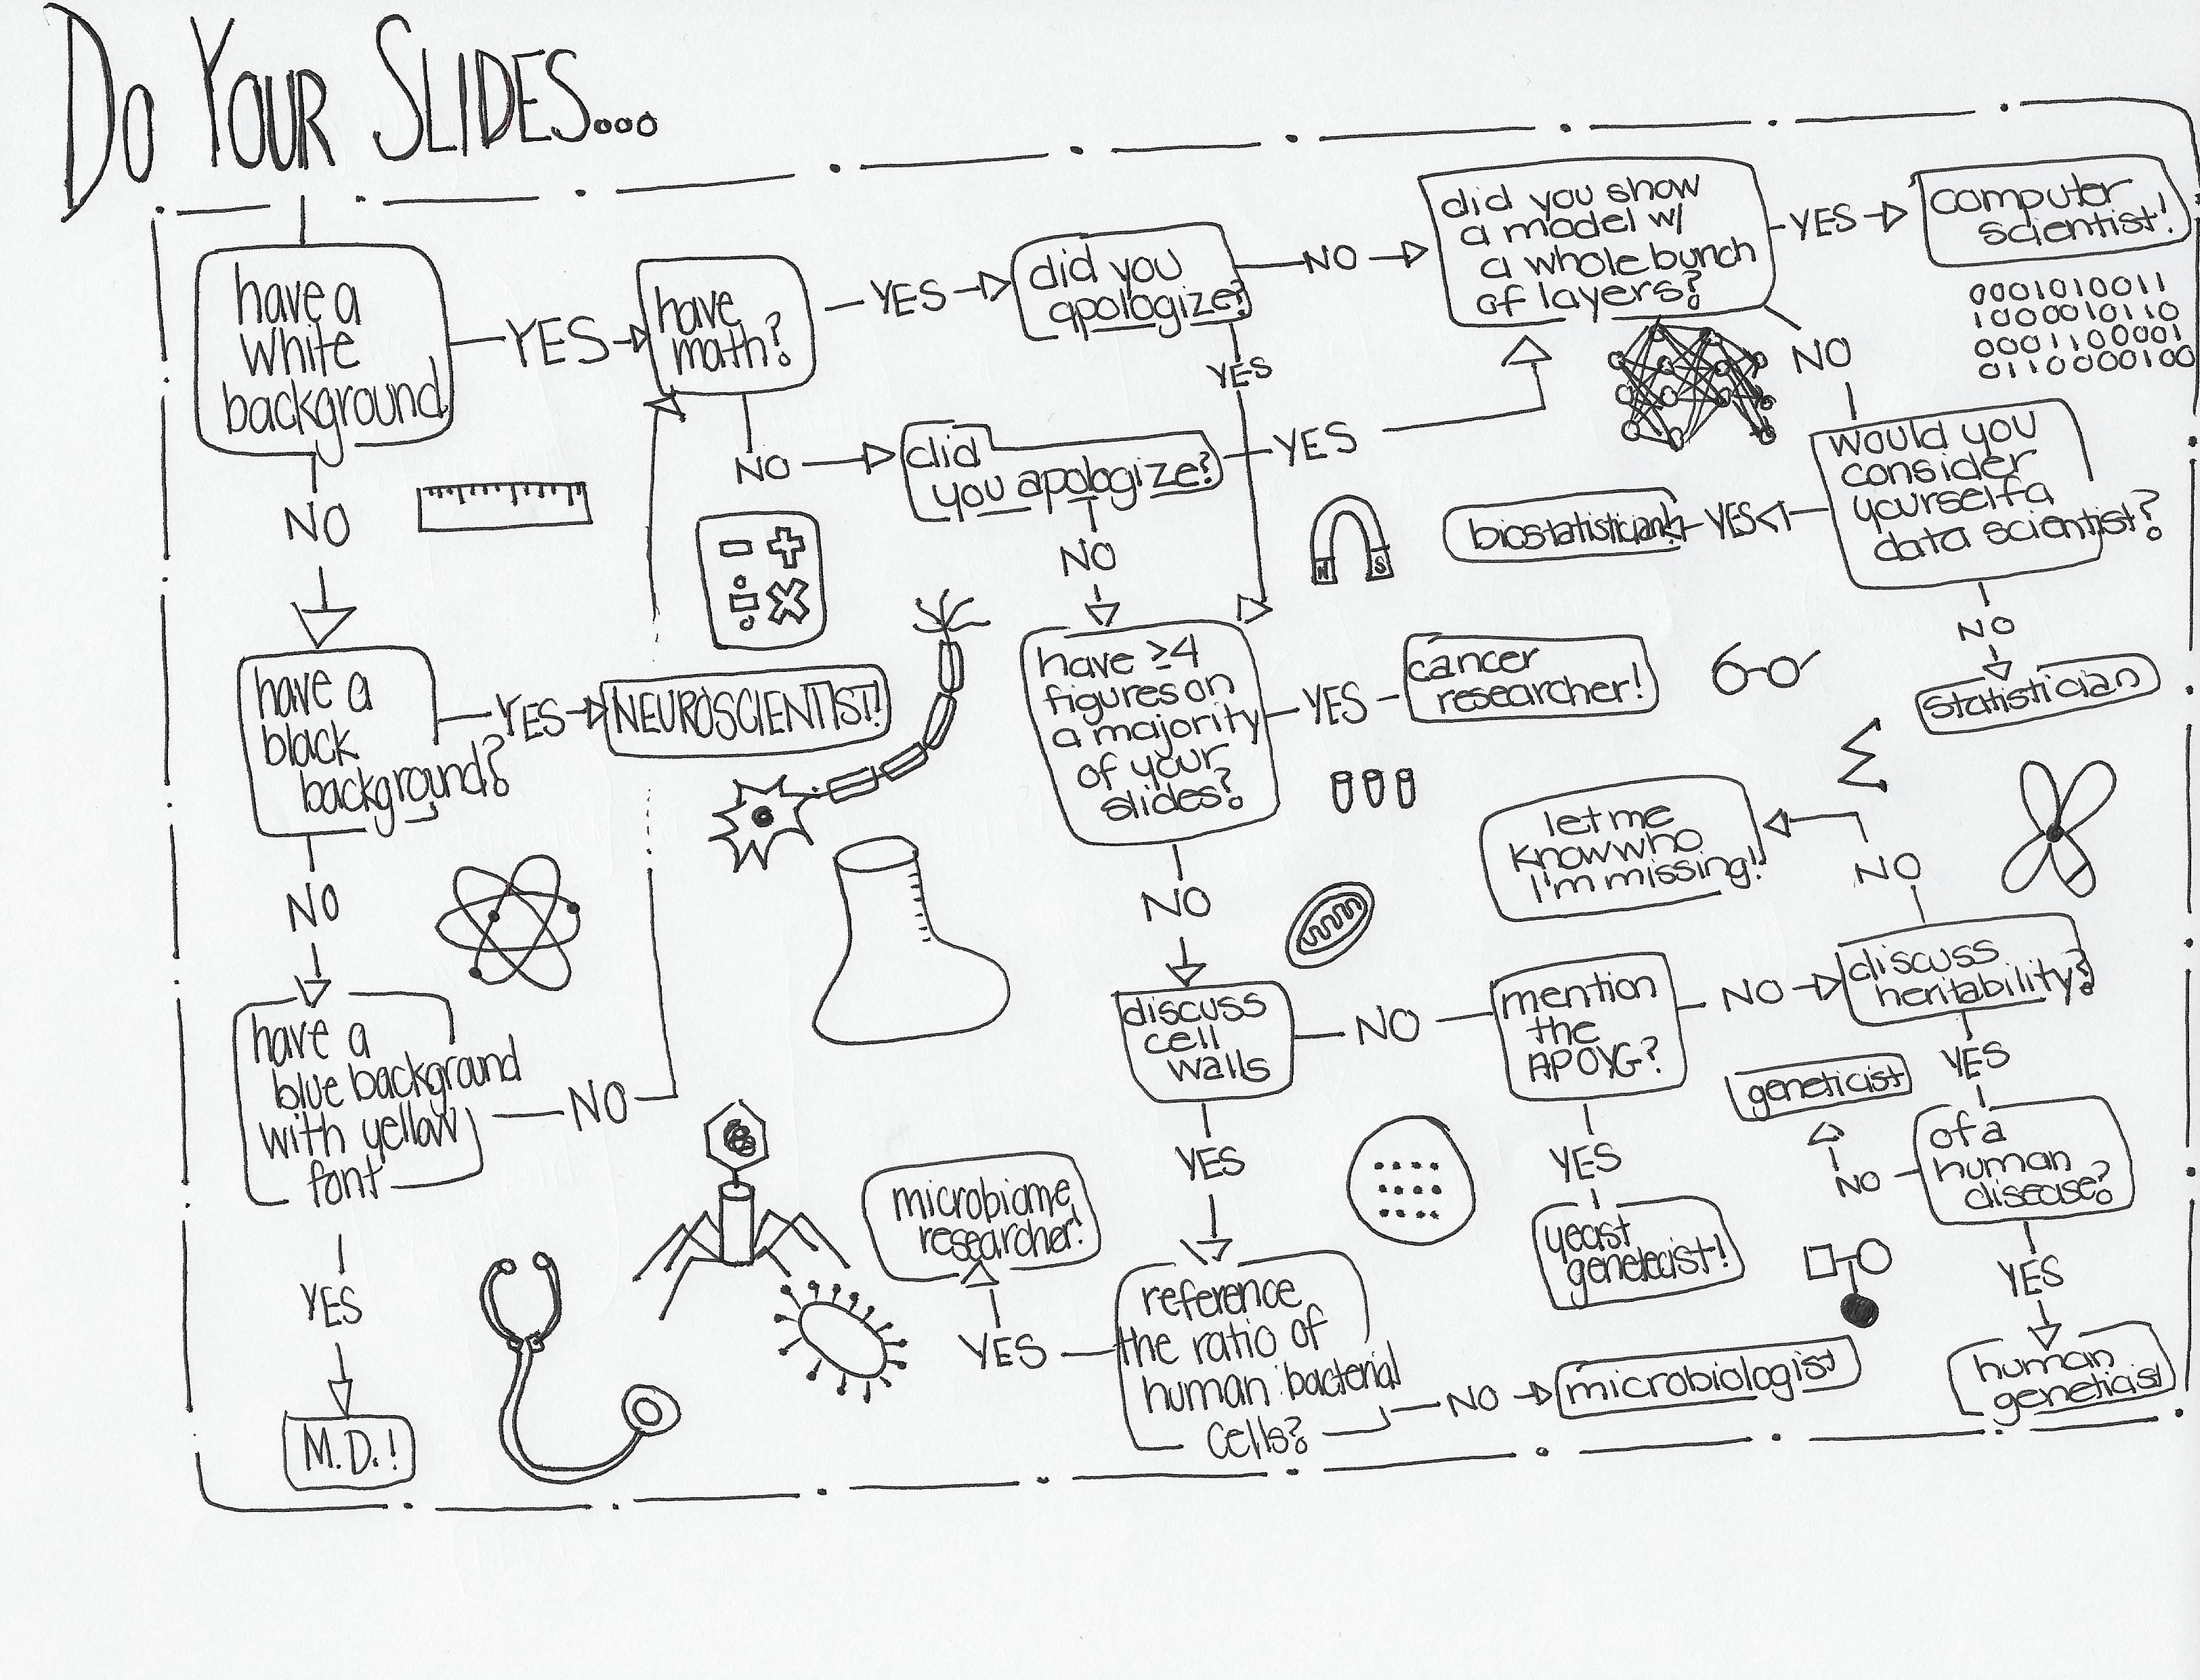 DO YOUR SLIDES...
have a
white
background
YES
have
math?
YES
did you
apologize?
NO
did you show
a model w/
a whole bunch
of layers?
YES
computer
scientist!
0001010011
1000010110
0001100001
0110000100
NO
YES
NO
NO
did
you apologize?
YES
would you
consider
yourself a
data scientist?
YES
biostatistician!
NO
statistician
NO
N S
have a
black
background?
YES
NEUROSCIENTIST!
have ≥4
figures on
a majority
of your
slides?
YES
cancer
researcher!
Σ
NO
NO
let me
know who
I'm missing!
NO
have a
blue background
with yellow
font
NO
discuss
cell
walls
NO
mention
the
APOYG?
NO
discuss
heritability?
YES
geneticist
NO
of a
human
disease?
YES
YES
YES
YES
microbiome
researcher!
YES
reference
the ratio of
human:bacterial
cells?
NO
microbiologist
yeast
genetecist!
human
geneticist
M.D.!